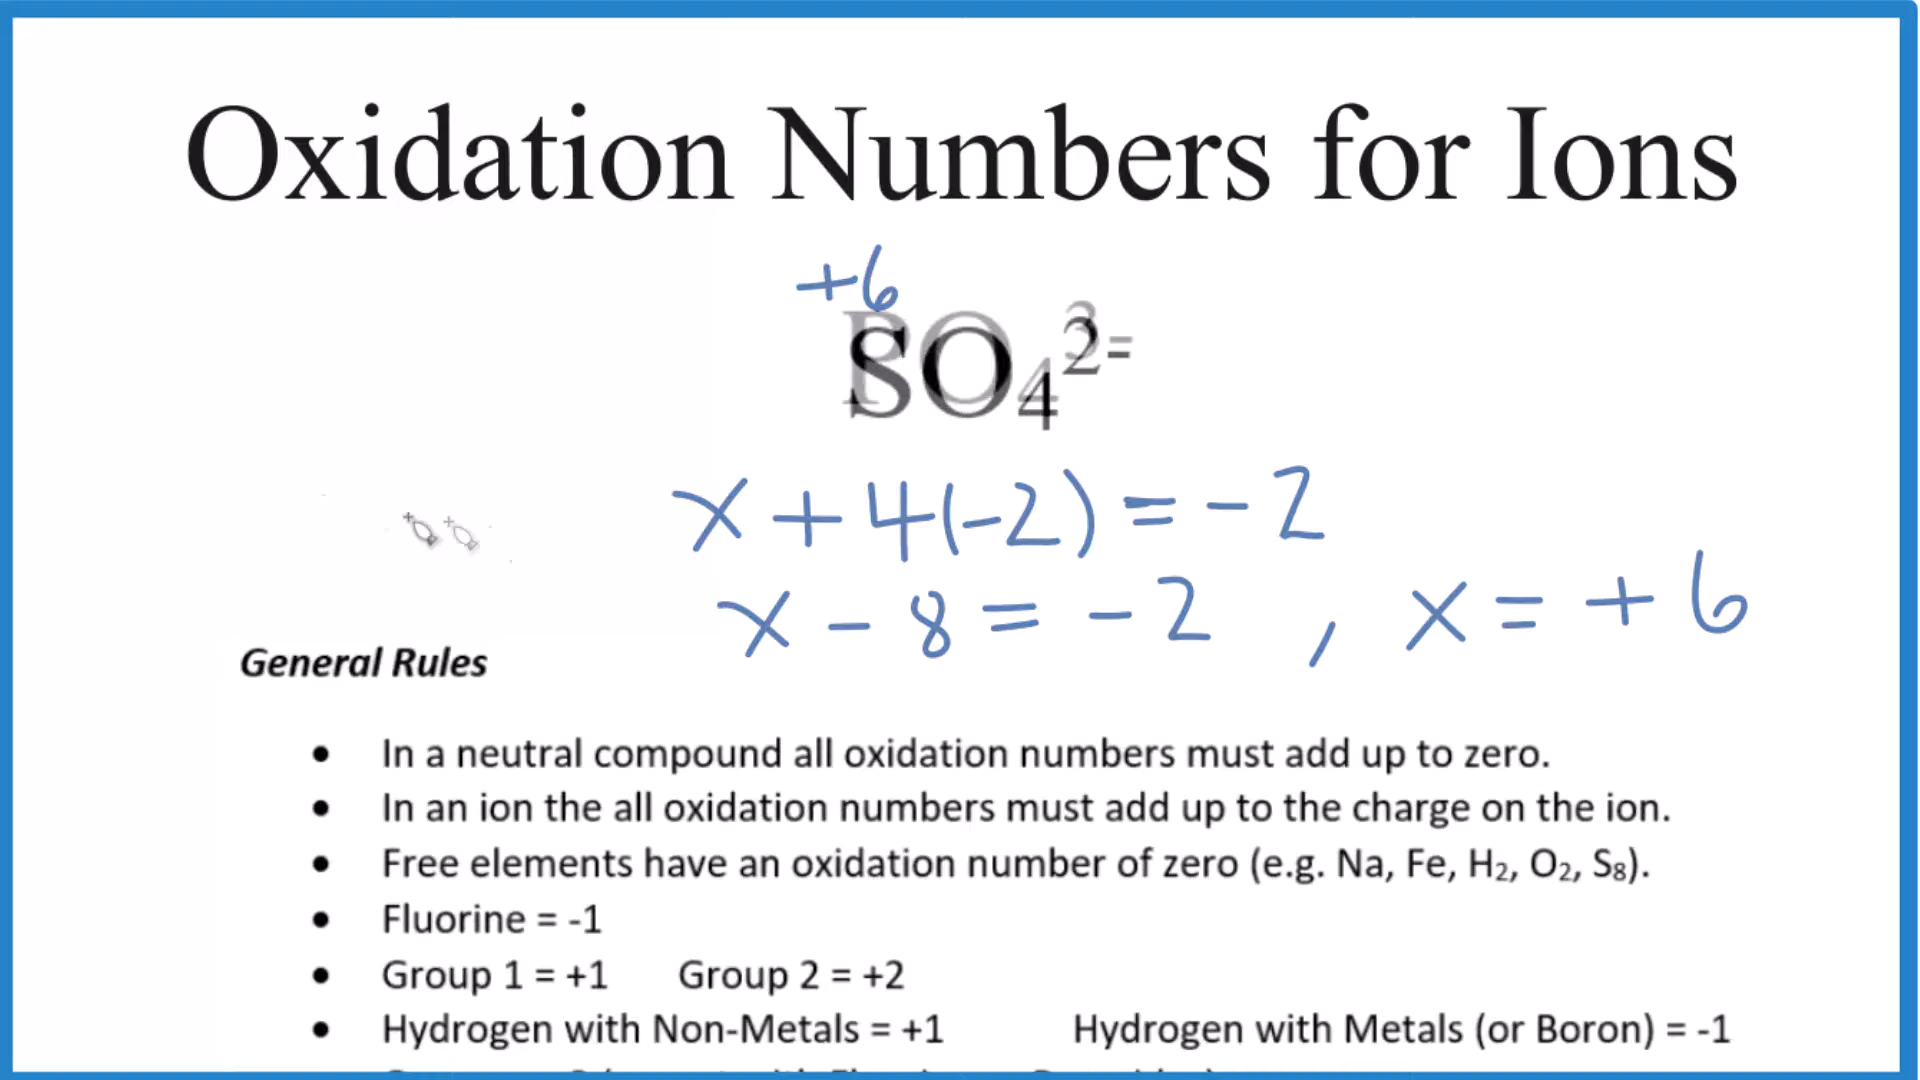 Oxidation Numbers for Ions
+6
SO₄²⁻
x + 4(-2) = -2
x - 8 = -2 , x = +6
General Rules
• In a neutral compound all oxidation numbers must add up to zero.
• In an ion the all oxidation numbers must add up to the charge on the ion.
• Free elements have an oxidation number of zero (e.g. Na, Fe, H₂, O₂, S₈).
• Fluorine = -1
• Group 1 = +1 Group 2 = +2
• Hydrogen with Non-Metals = +1 Hydrogen with Metals (or Boron) = -1